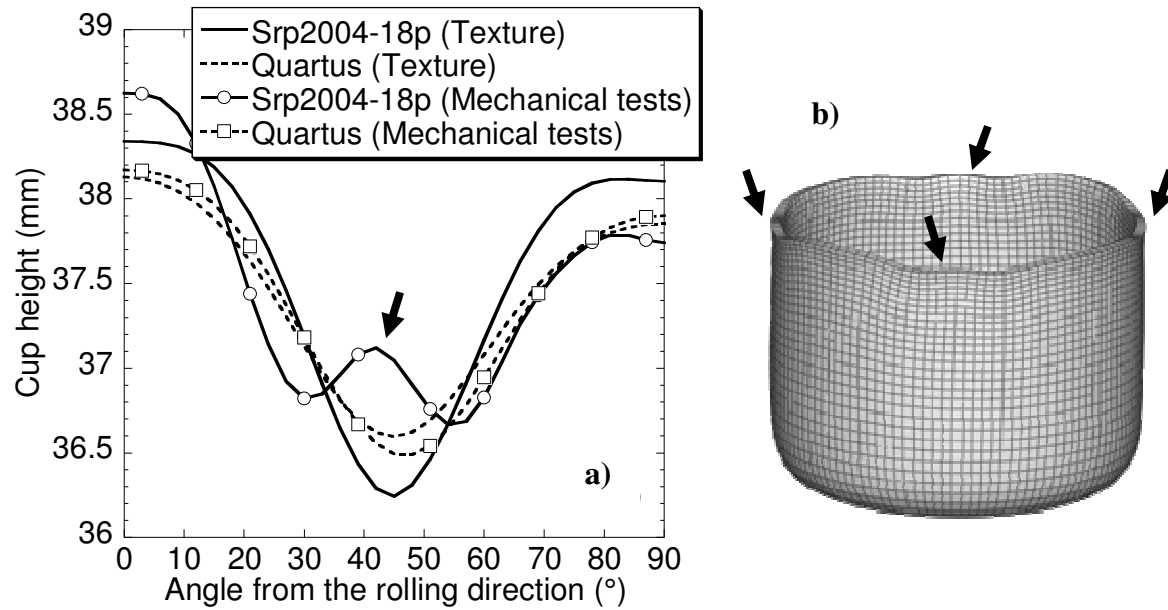 39
38.5
38
37.5
37
36.5
36
Cup height (mm)
Srp2004-18p (Texture)
Quartus (Texture)
Srp2004-18p (Mechanical tests)
Quartus (Mechanical tests)
a)
0 10 20 30 40 50 60 70 80 90
Angle from the rolling direction (°)
b)